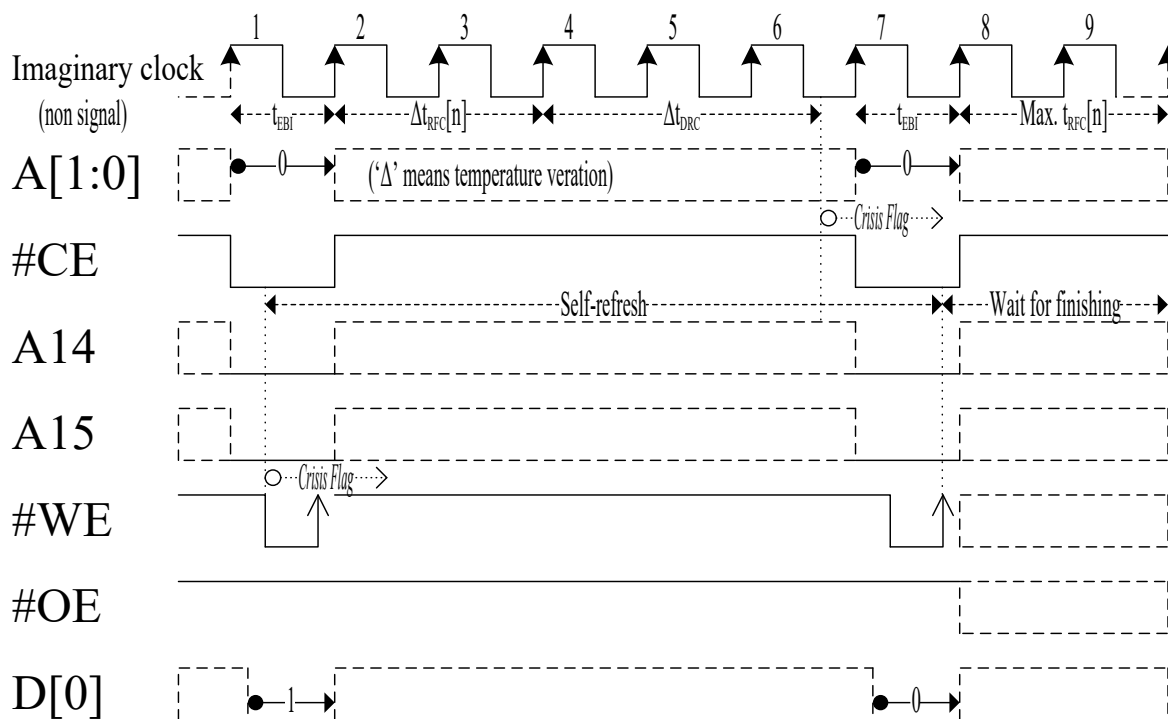 1 2 3 4 5 6 7 8 9
Imaginary clock
(non signal)
tEBI ΔtRFC[n] ΔtDRC tEBI Max. tRFC[n]
A[1:0] 0 (‘Δ’ means temperature veration) 0
Crisis Flag
#CE
Self-refresh Wait for finishing
A14
A15
Crisis Flag
#WE
#OE
D[0] 1 0